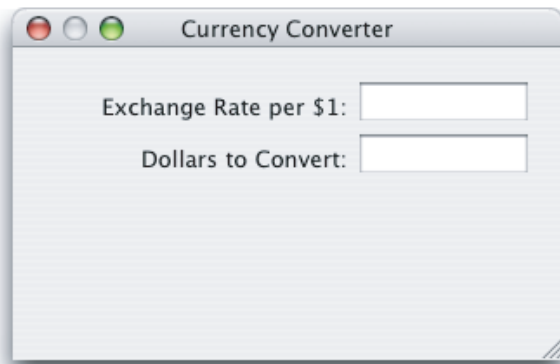 Currency Converter
Exchange Rate per $1:
Dollars to Convert: